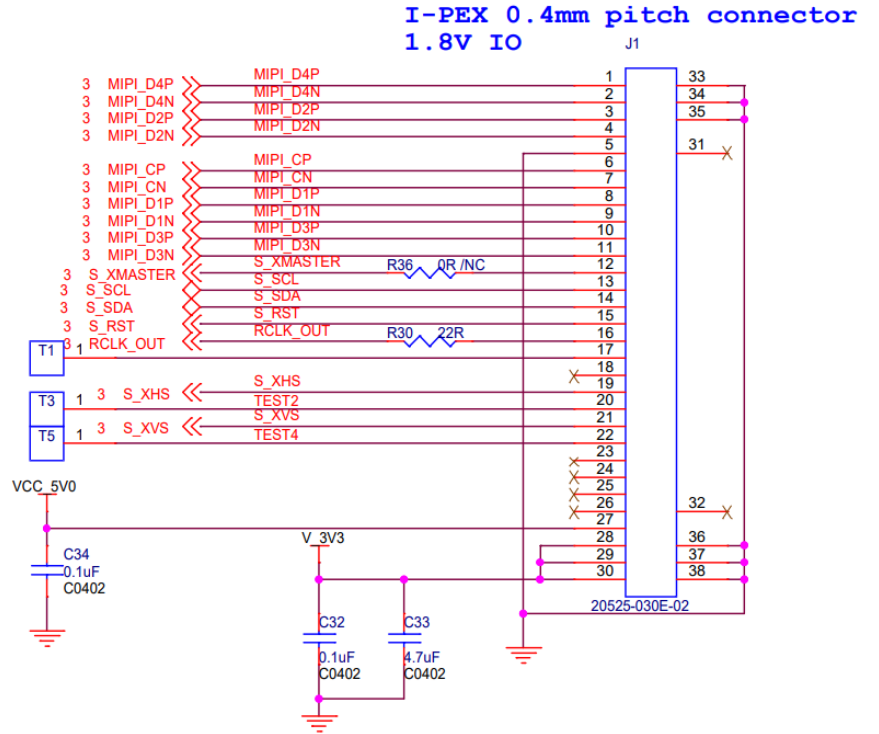 I-PEX 0.4mm pitch connector
1.8V IO
J1
3 MIPI_D4P MIPI_D4P 1 33
3 MIPI_D4N MIPI_D4N 2 34
3 MIPI_D2P MIPI_D2P 3 35
3 MIPI_D2N MIPI_D2N 4
5 31
3 MIPI_CP MIPI_CP 6
3 MIPI_CN MIPI_CN 7
3 MIPI_D1P MIPI_D1P 8
3 MIPI_D1N MIPI_D1N 9
3 MIPI_D3P MIPI_D3P 10
3 MIPI_D3N MIPI_D3N 11
3 S_XMASTER S_XMASTER R36 0R /NC 12
3 S_SCL S_SCL 13
3 S_SDA S_SDA 14
3 S_RST S_RST 15
3 RCLK_OUT RCLK_OUT R30 22R 16
T1 1 17
18
3 S_XHS S_XHS 19
T3 1 TEST2 20
3 S_XVS S_XVS 21
T5 1 TEST4 22
23
24
25
26 32
VCC_5V0 27
V_3V3 28 36
29 37
30 38
C34
0.1uF
C0402
20525-030E-02
C32 C33
0.1uF 4.7uF
C0402 C0402